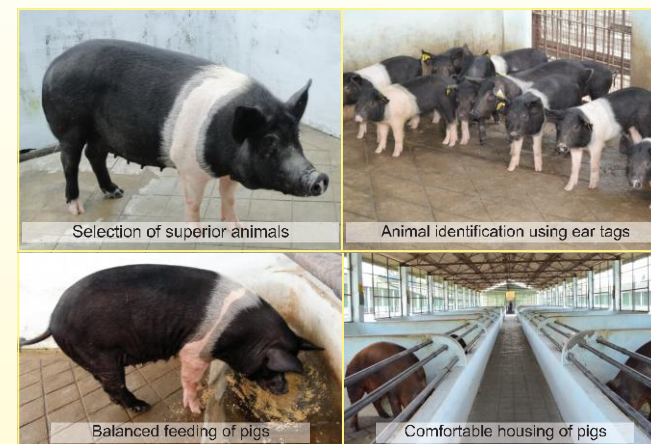 Selection of superior animals
Animal identification using ear tags
Balanced feeding of pigs
Comfortable housing of pigs